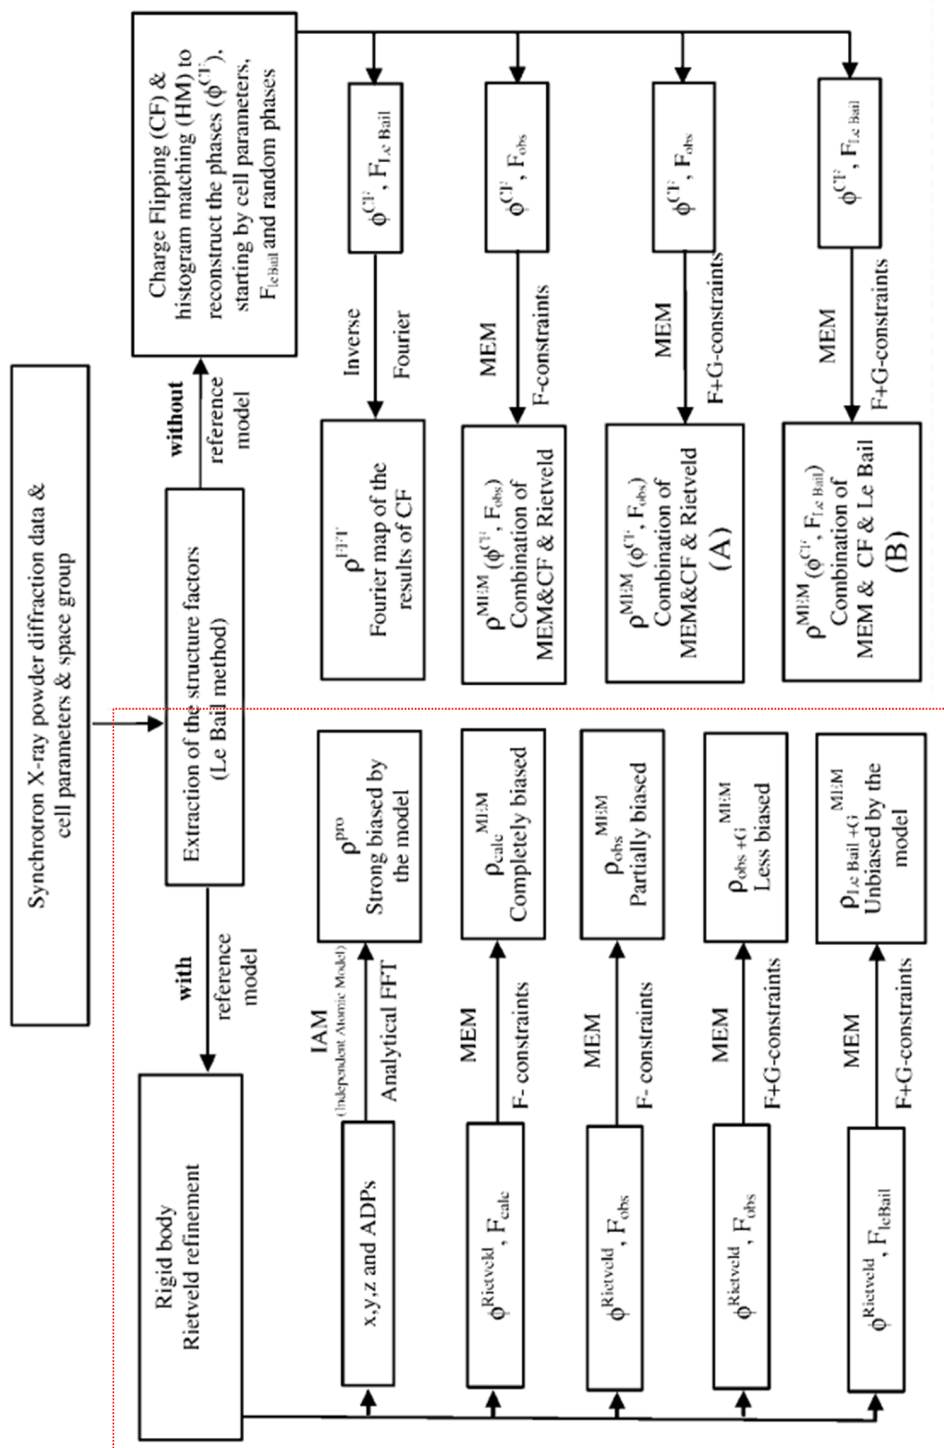 Synchrotron X-ray powder diffraction data &
cell parameters & space group
Extraction of the structure factors
(Le Bail method)
with
reference
model
without
reference
model
Rigid body
Rietveld refinement
x,y,z and ADPs
IAM
(Independent Atomic Model)
Analytical FFT
ρ^pro
Strong biased by
the model
ϕ^Rietveld , F_calc
MEM
F- constraints
ρ_calc^MEM
Completely biased
ϕ^Rietveld , F_obs
MEM
F- constraints
ρ_obs^MEM
Partially biased
ϕ^Rietveld , F_obs
MEM
F+G-constraints
ρ_obs +G^MEM
Less biased
ϕ^Rietveld , F_leBail
MEM
F+G-constraints
ρ_Le Bail +G^MEM
Unbiased by the
model
Charge Flipping (CF) &
histogram matching (HM) to
reconstruct the phases (ϕ^CF),
starting by cell parameters,
F_leBail and random phases
ϕ^CF , F_Le Bail
Inverse
Fourier
ρ^FFT
Fourier map of the
results of CF
ϕ^CF , F_obs
MEM
F-constraints
ρ^MEM (ϕ^CF, F_obs)
Combination of
MEM&CF & Rietveld
ϕ^CF , F_obs
MEM
F+G-constraints
ρ^MEM (ϕ^CF, F_obs)
Combination of
MEM&CF & Rietveld
(A)
ϕ^CF , F_Le Bail
MEM
F+G-constraints
ρ^MEM (ϕ^CF, F_Le Bail)
Combination of
MEM & CF & Le Bail
(B)